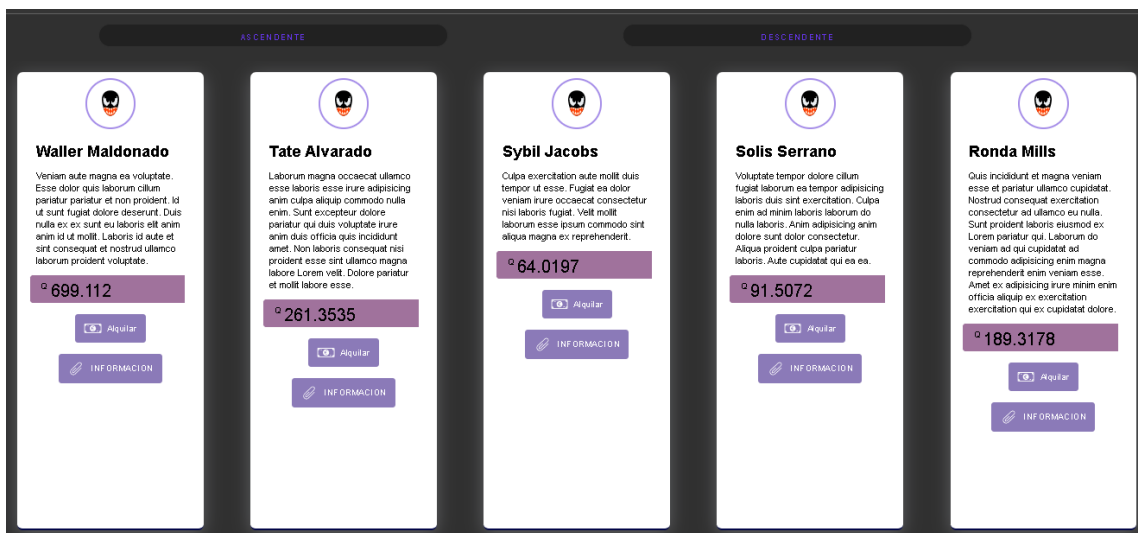 ASCENDENTE
DESCENDENTE
Waller Maldonado
Veniam aute magna ea voluptate.
Esse dolor quis laborum cillum
pariatur pariatur et non proident. Id
ut sunt fugiat dolore deserunt. Duis
nulla ex ex sunt eu laboris elit anim
anim id ut mollit. Laboris id aute et
sint consequat et nostrud ullamco
laborum proident voluptate.
Q 699.112
Alquilar
INFORMACION
Tate Alvarado
Laborum magna occaecat ullamco
esse laboris esse irure adipisicing
anim culpa aliquip commodo nulla
enim. Sunt excepteur dolore
pariatur qui duis voluptate irure
anim duis officia quis incididunt
amet. Non laboris consequat nisi
proident esse sint ullamco magna
labore Lorem velit. Dolore pariatur
et mollit labore esse.
Q 261.3535
Alquilar
INFORMACION
Sybil Jacobs
Culpa exercitation aute mollit duis
tempor ut esse. Fugiat ea dolor
veniam irure occaecat consectetur
nisi laboris fugiat. Velit mollit
laborum esse ipsum commodo sint
aliqua magna ex reprehenderit.
Q 64.0197
Alquilar
INFORMACION
Solis Serrano
Voluptate tempor dolore cillum
fugiat laborum ea tempor adipisicing
laboris duis sint exercitation. Culpa
enim ad minim laboris laborum do
nulla laboris. Anim adipisicing anim
dolore sunt dolor consectetur.
Aliqua proident culpa pariatur
laboris. Aute cupidatat qui ea ea.
Q 91.5072
Alquilar
INFORMACION
Ronda Mills
Quis incididunt et magna veniam
esse et pariatur ullamco cupidatat.
Nostrud consequat exercitation
consectetur ad ullamco eu nulla.
Sunt proident laboris eiusmod ex
Lorem pariatur qui. Laborum do
veniam ad qui cupidatat ad
commodo adipisicing enim magna
reprehenderit enim veniam esse.
Amet ex adipisicing irure minim enim
officia aliquip ex exercitation
exercitation qui ex cupidatat dolore.
Q 189.3178
Alquilar
INFORMACION